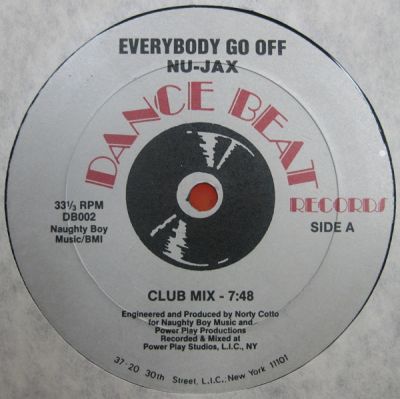 EVERYBODY GO OFF
NU-JAX
DANCE BEAT
RECORDS
33⅓ RPM
DB002
Naughty Boy
Music/BMI
SIDE A
CLUB MIX - 7:48
Engineered and Produced by Norty Cotto
for Naughty Boy Music and
Power Play Productions
Recorded & Mixed at
Power Play Studios, L.I.C., NY
37-20 30th Street, L.I.C., New York 11101